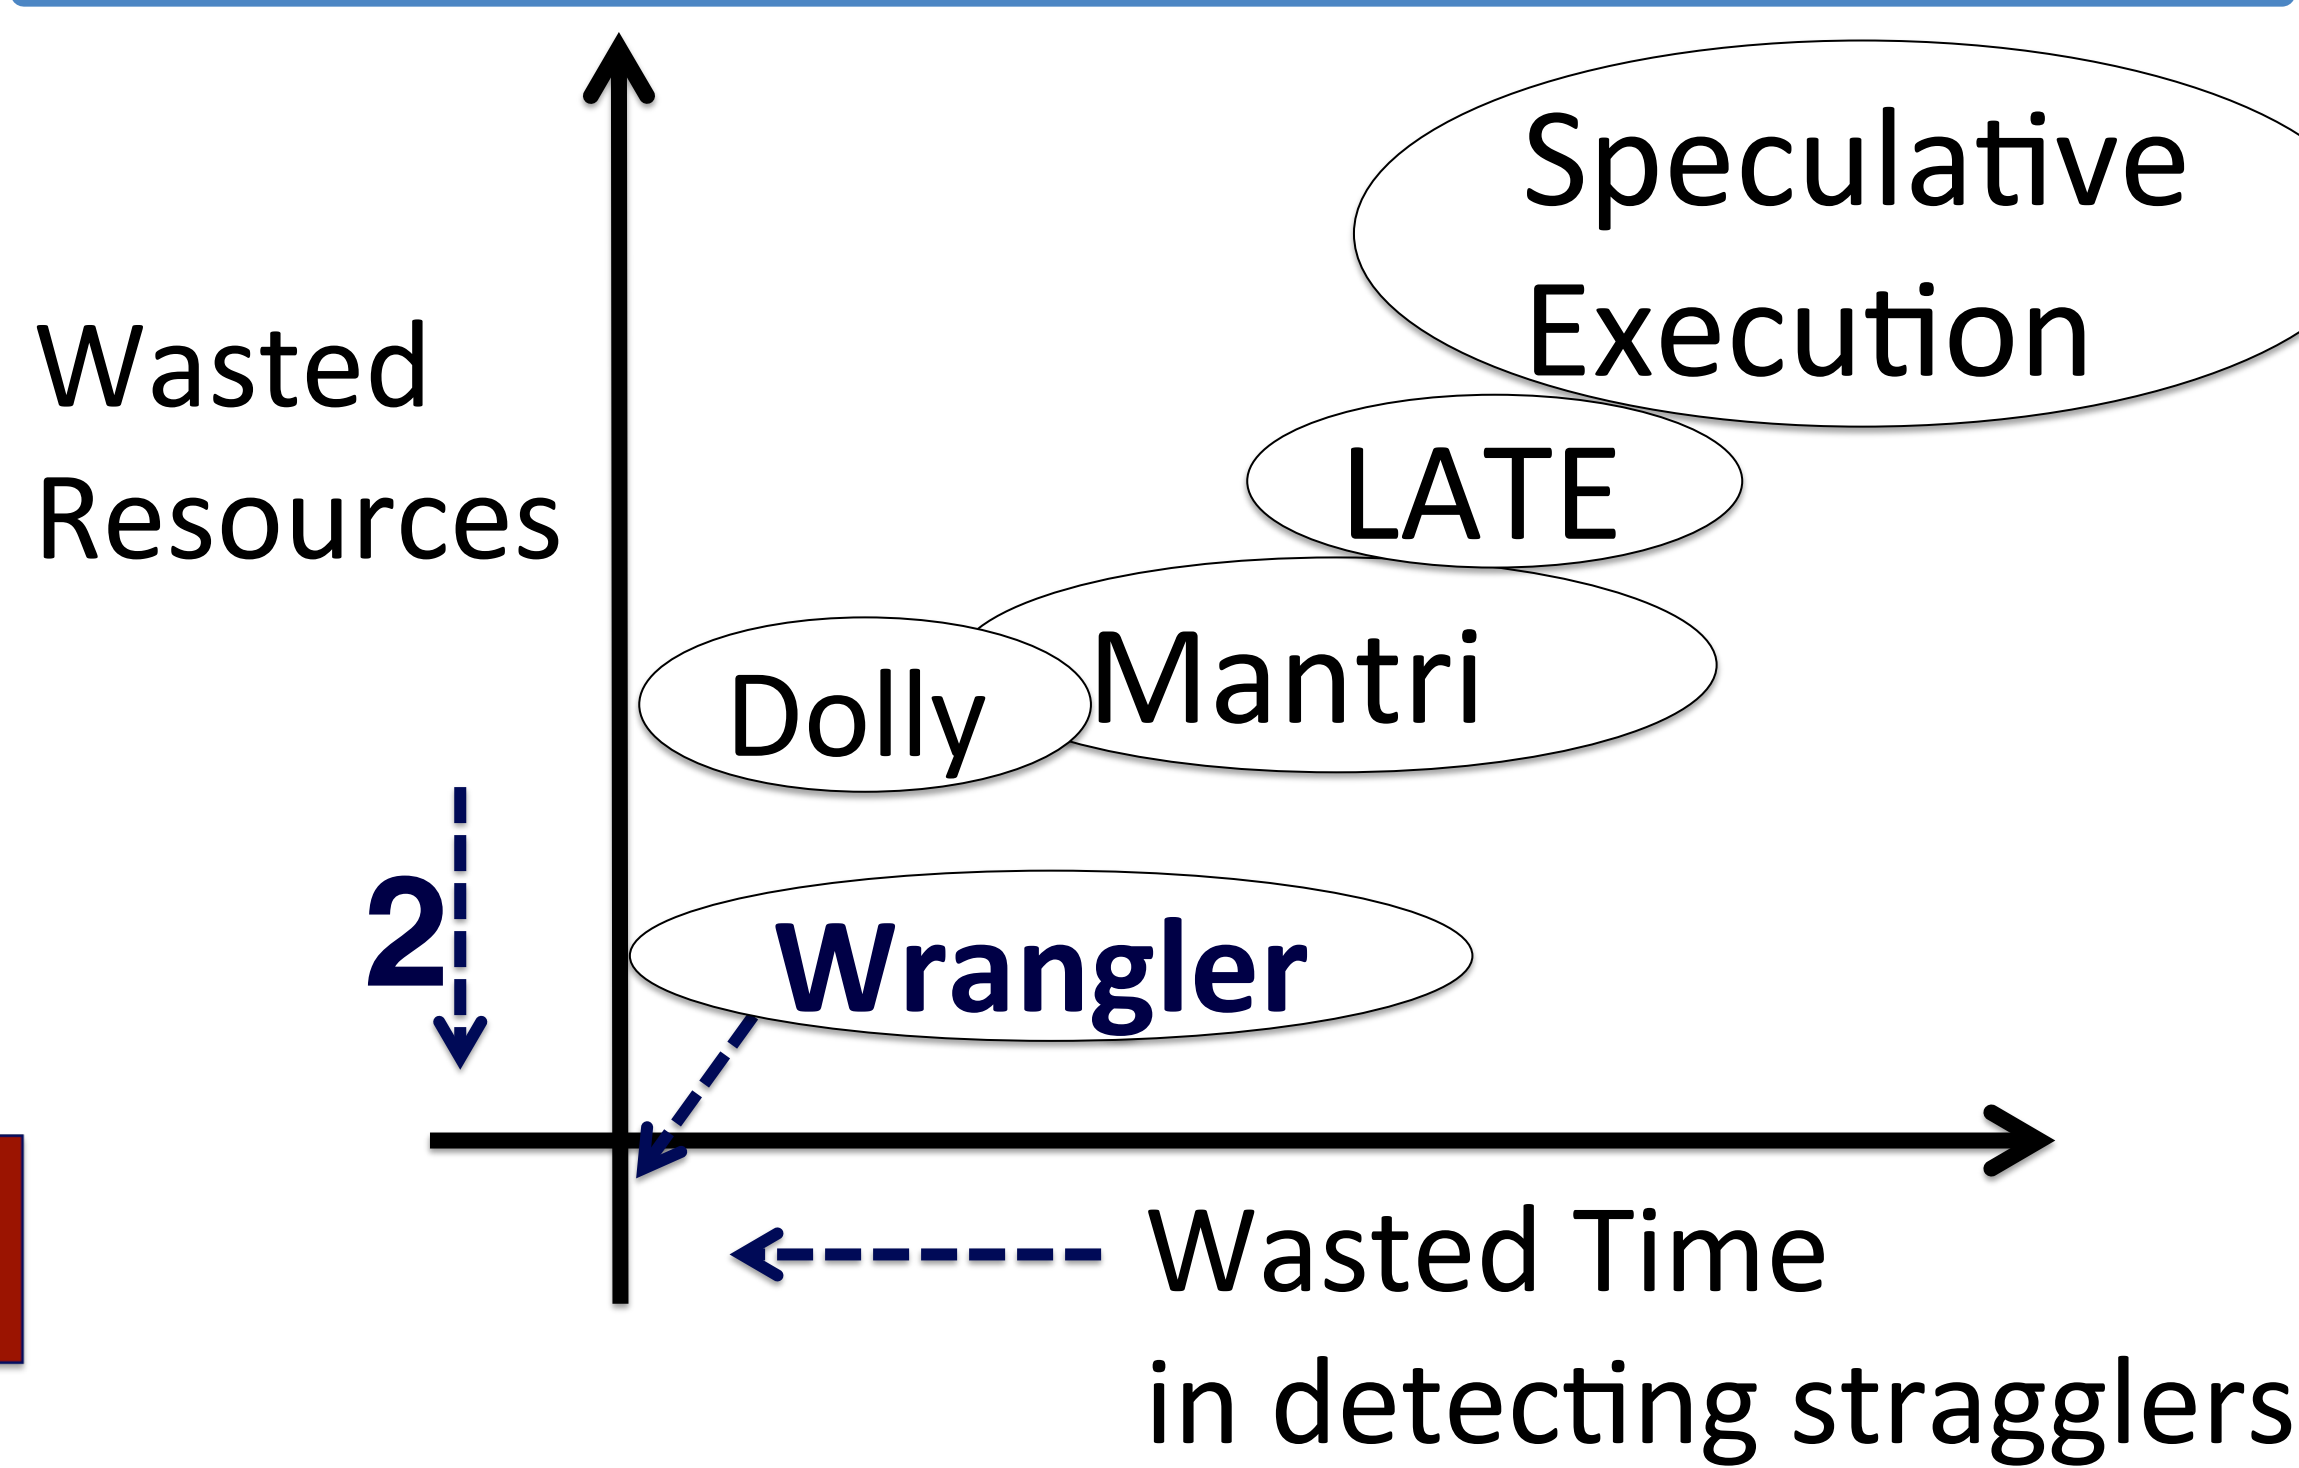 Speculative
Execution
Wasted
Resources
LATE
Mantri
Dolly
2
Wrangler
Wasted Time
in detecting stragglers